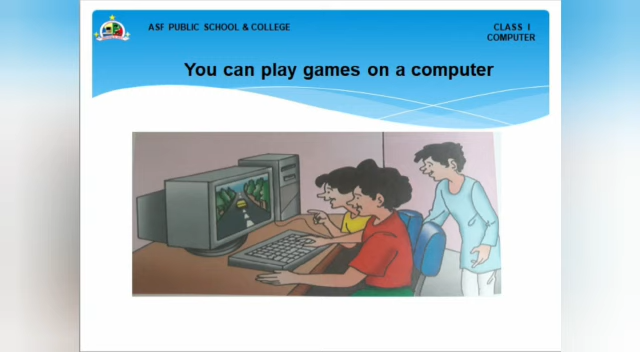 ASF PUBLIC SCHOOL & COLLEGE
CLASS I
COMPUTER
You can play games on a computer